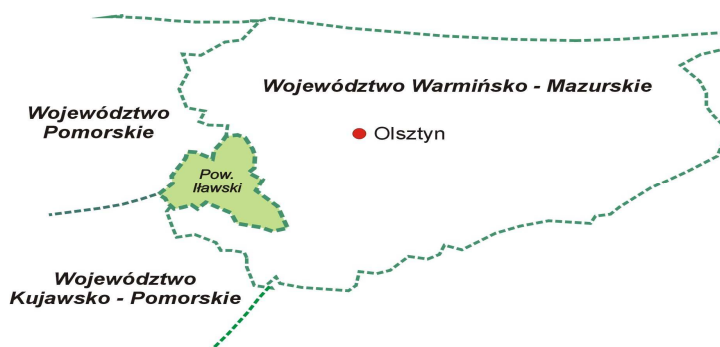 Województwo Warmińsko - Mazurskie
Województwo
Pomorskie
Olsztyn
Pow.
Iławski
Województwo
Kujawsko - Pomorskie